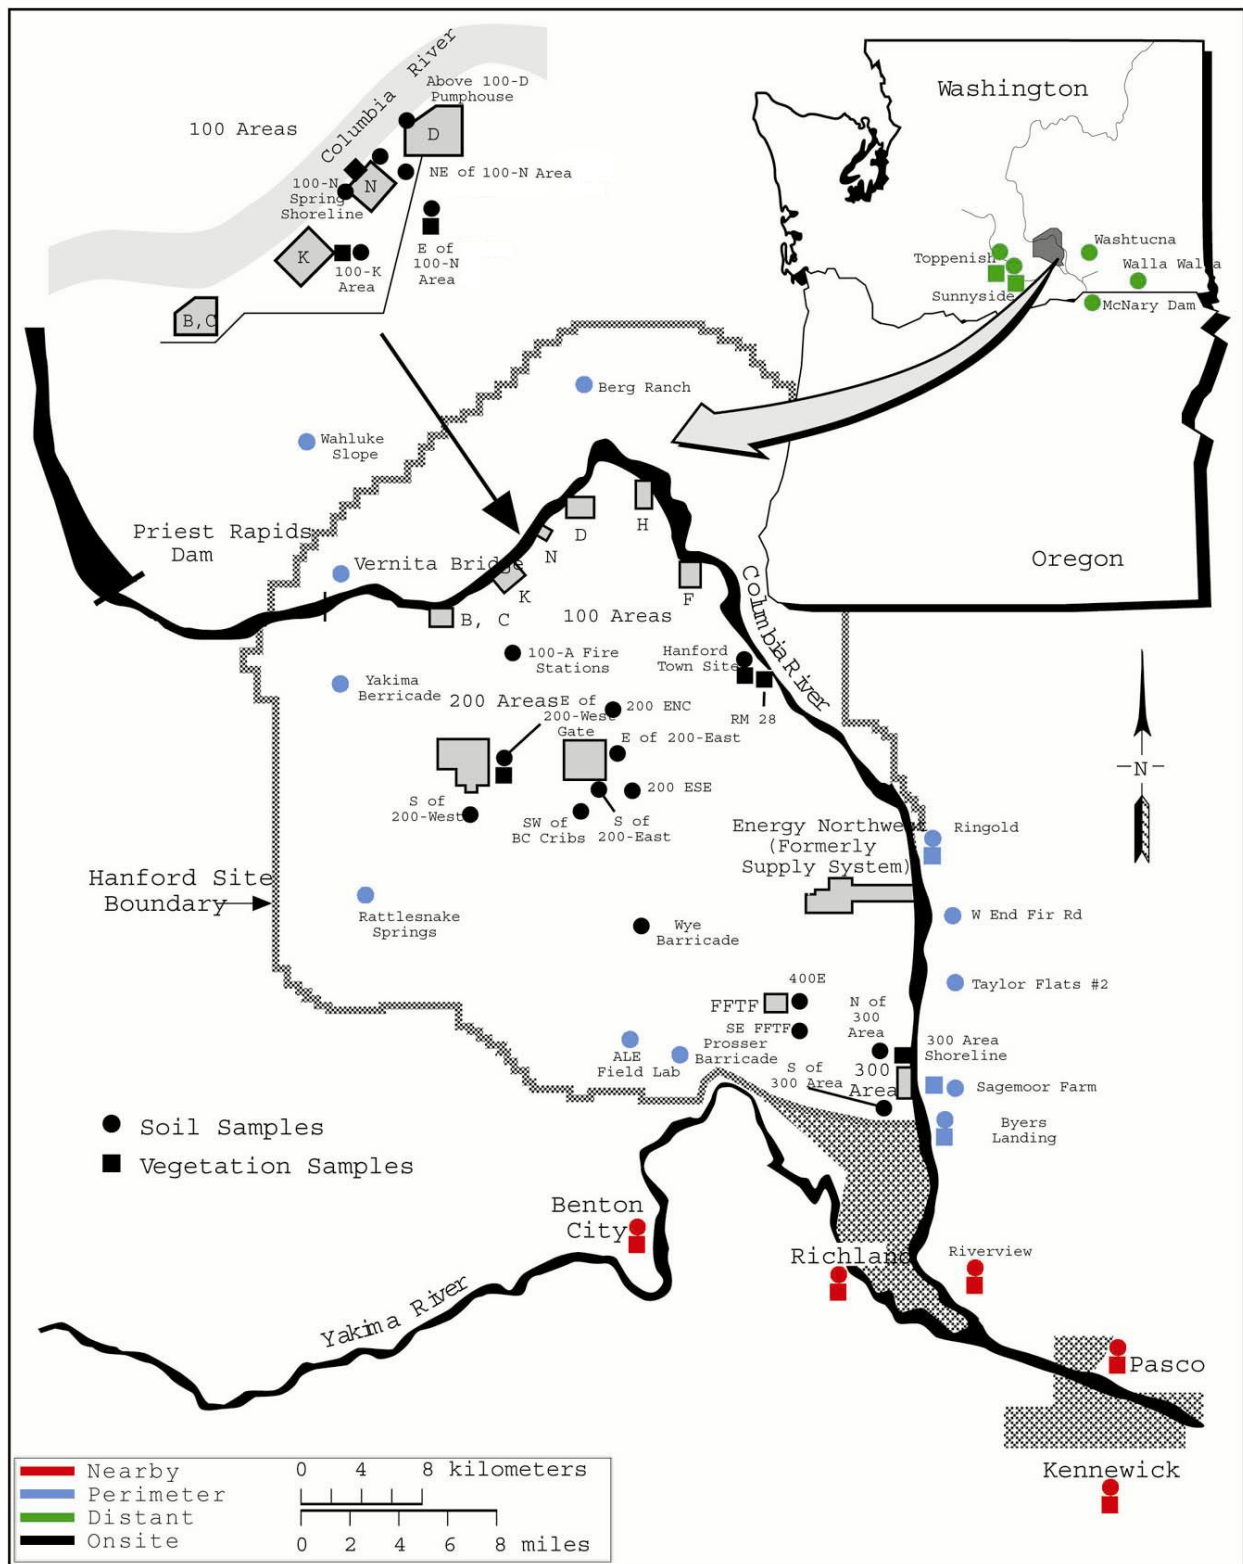 Columbia River
Above 100-D
Pumphouse
100 Areas
D
NE of 100-N Area
100-N
Spring
Shoreline
N
E of
100-N
Area
K
100-K
Area
B,C
Washington
Toppenish
Washtucna
Walla Walla
Sunnyside
McNary Dam
Oregon
Berg Ranch
Wahluke
Slope
Priest Rapids
Dam
Vernita Bridge
D
H
N
K
F
B, C
100 Areas
Columbia River
100-A Fire
Stations
Hanford
Town Site
RM 28
Yakima
Berricade
200 Areas
E of
200-West
Gate
200 ENC
E of 200-East
200 ESE
S of
200-West
SW of
BC Cribs
S of
200-East
N
Energy Northwest
(Formerly
Supply System)
Ringold
Hanford Site
Boundary
Rattlesnake
Springs
W End Fir Rd
Wye
Barricade
Taylor Flats #2
400E
FFTF
SE FFTF
N of
300
Area
300 Area
Shoreline
ALE
Field Lab
Prosser
Barricade
S of
300 Area
300
Area
Sagemoor Farm
Byers
Landing
Soil Samples
Vegetation Samples
Benton
City
Richland
Riverview
Yakima River
Pasco
Kennewick
Nearby
Perimeter
Distant
Onsite
0 4 8 kilometers
0 2 4 6 8 miles